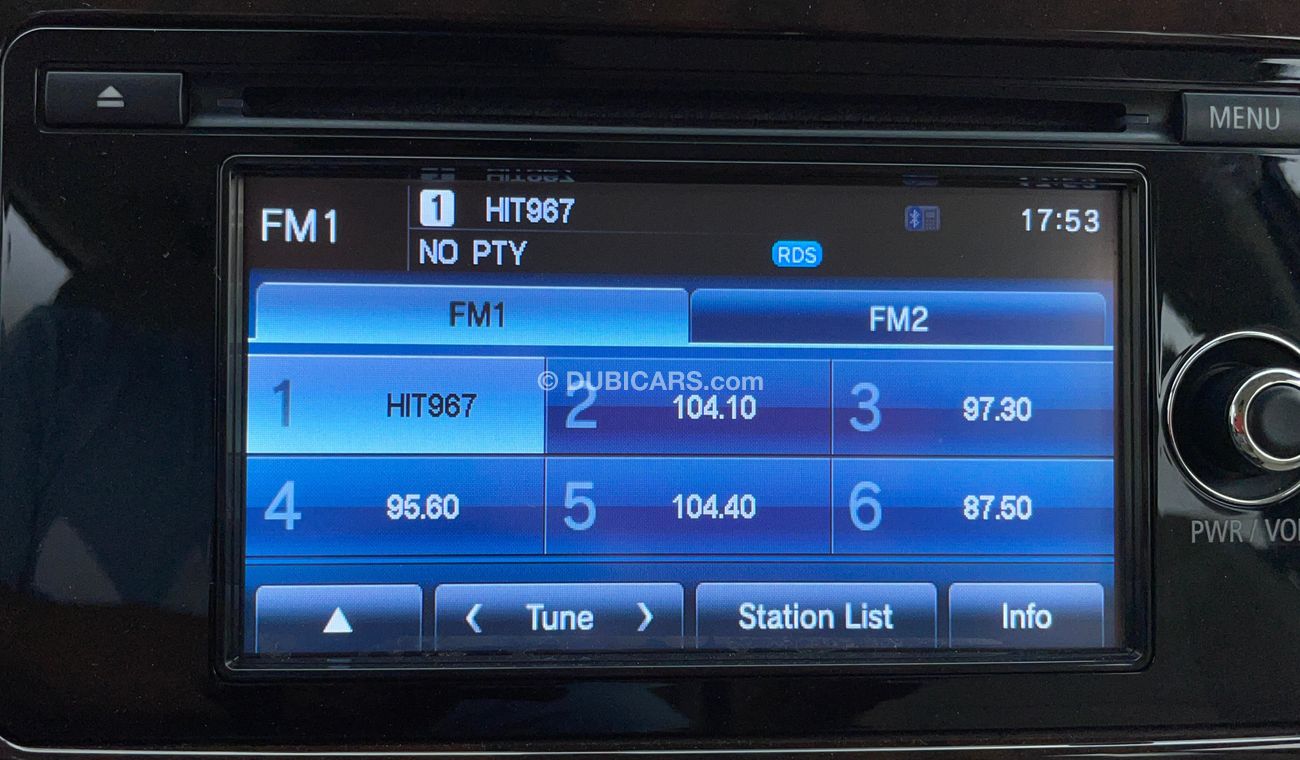 MENU
FM1
1 HIT967
17:53
NO PTY
RDS
FM1 FM2
© DUBICARS.com
1 HIT967 2 104.10 3 97.30
4 95.60 5 104.40 6 87.50
Tune Station List Info
PWR / VO